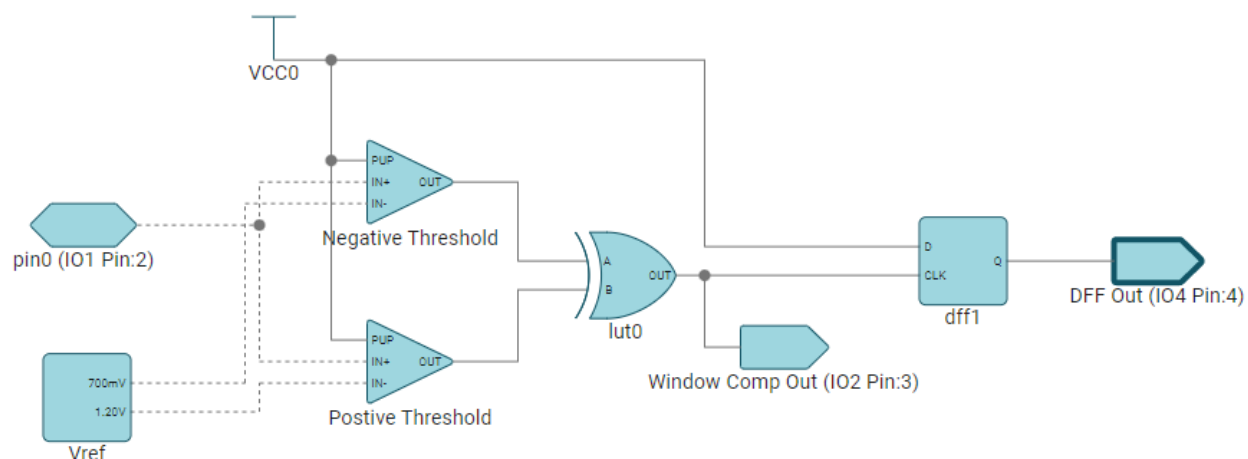 VCC0
PUP
IN+
IN-
OUT
Negative Threshold
pin0 (IO1 Pin:2)
A
B
OUT
lut0
D
CLK
Q
dff1
DFF Out (IO4 Pin:4)
PUP
IN+
IN-
OUT
Postive Threshold
Window Comp Out (IO2 Pin:3)
700mV
1.20V
Vref